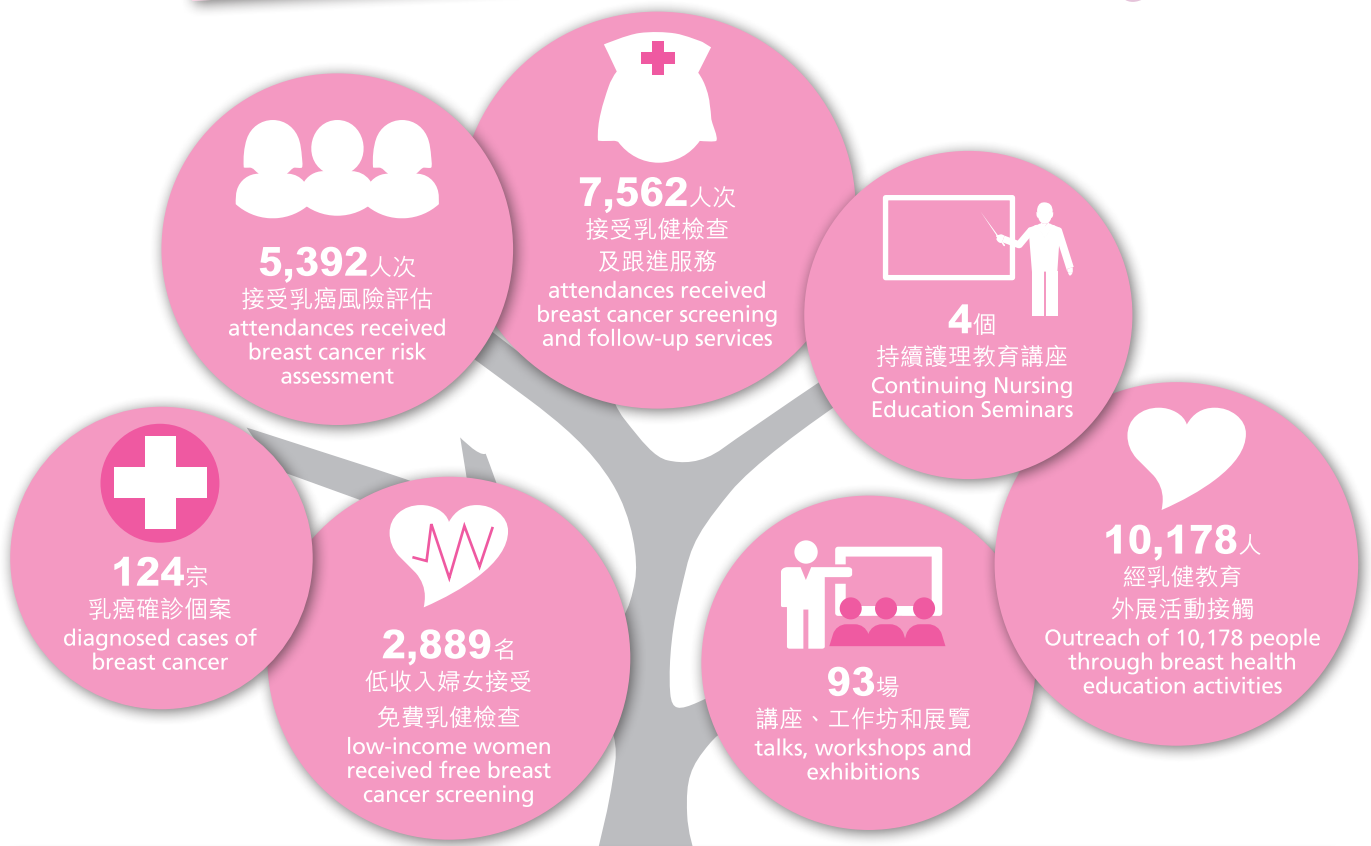 5,392人次
接受乳癌風險評估
attendances received
breast cancer risk
assessment
7,562人次
接受乳健檢查
及跟進服務
attendances received
breast cancer screening
and follow-up services
4個
持續護理教育講座
Continuing Nursing
Education Seminars
124宗
乳癌確診個案
diagnosed cases of
breast cancer
2,889名
低收入婦女接受
免費乳健檢查
low-income women
received free breast
cancer screening
93場
講座、工作坊和展覽
talks, workshops and
exhibitions
10,178人
經乳健教育
外展活動接觸
Outreach of 10,178 people
through breast health
education activities